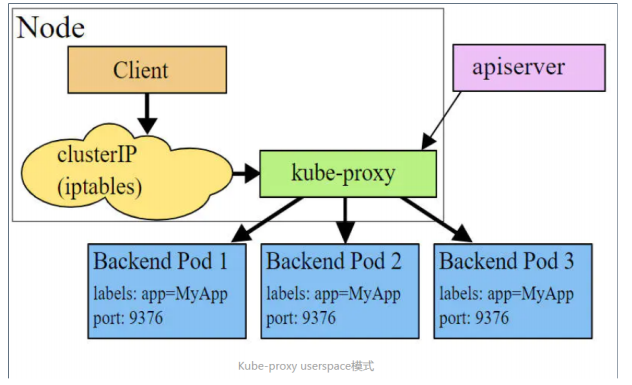 Node
Client
apiserver
clusterIP
(iptables)
kube-proxy
Backend Pod 1
labels: app=MyApp
port: 9376
Backend Pod 2
labels: app=MyApp
port: 9376
Backend Pod 3
labels: app=MyApp
port: 9376
Kube-proxy userspace模式